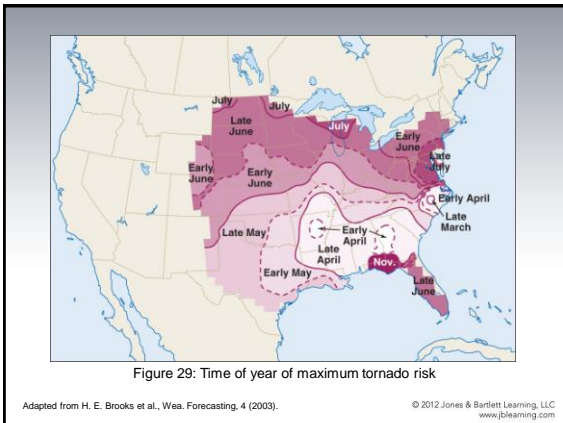 July
July
Late
June
July
Early
June
Late
July
Early
June
Early
June
Early April
Late
March
Late May
Early
April
Late
April
Early May
Nov.
Late
June
Figure 29: Time of year of maximum tornado risk
Adapted from H. E. Brooks et al., Wea. Forecasting, 4 (2003).
© 2012 Jones & Bartlett Learning, LLC
www.jblearning.com